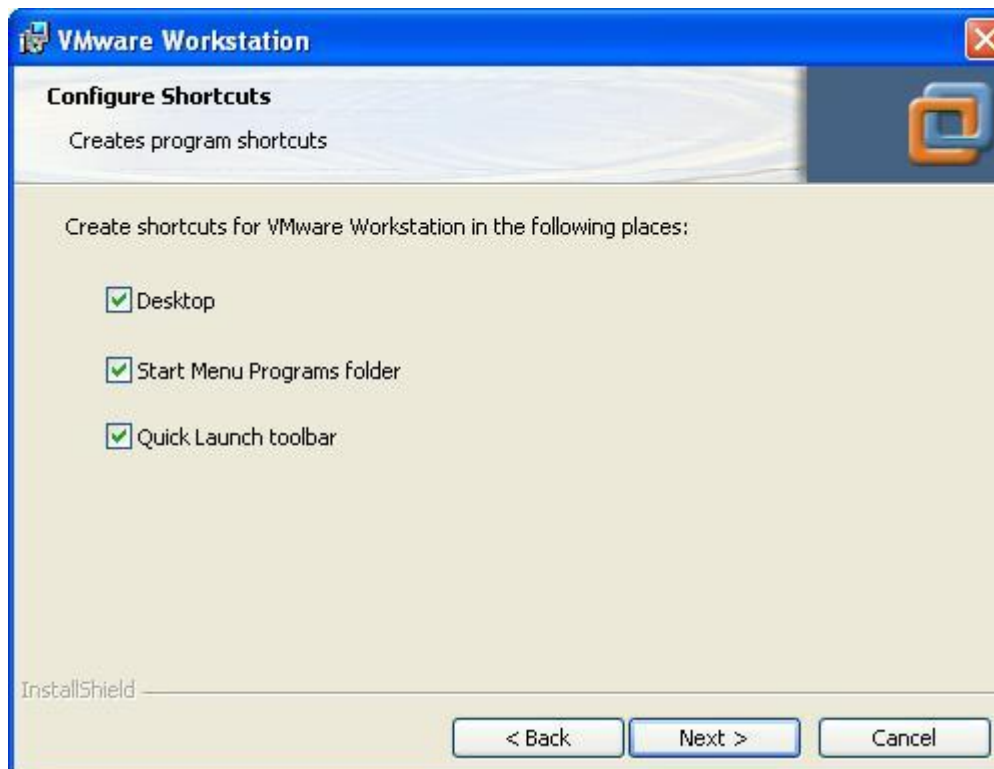 VMware Workstation
Configure Shortcuts
Creates program shortcuts
Create shortcuts for VMware Workstation in the following places:
Desktop
Start Menu Programs folder
Quick Launch toolbar
InstallShield
< Back Next > Cancel